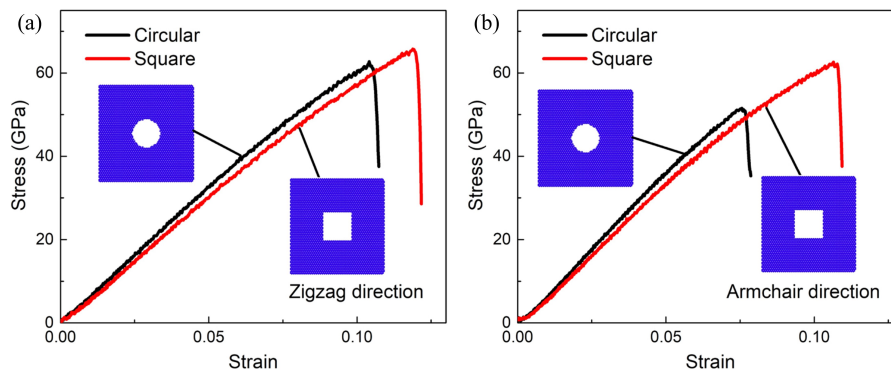 (a)
Circular
Square
Stress (GPa)
60
40
20
0
0.00
0.05
0.10
Strain
Zigzag direction
(b)
Circular
Square
Stress (GPa)
60
40
20
0
0.00
0.05
0.10
Strain
Armchair direction